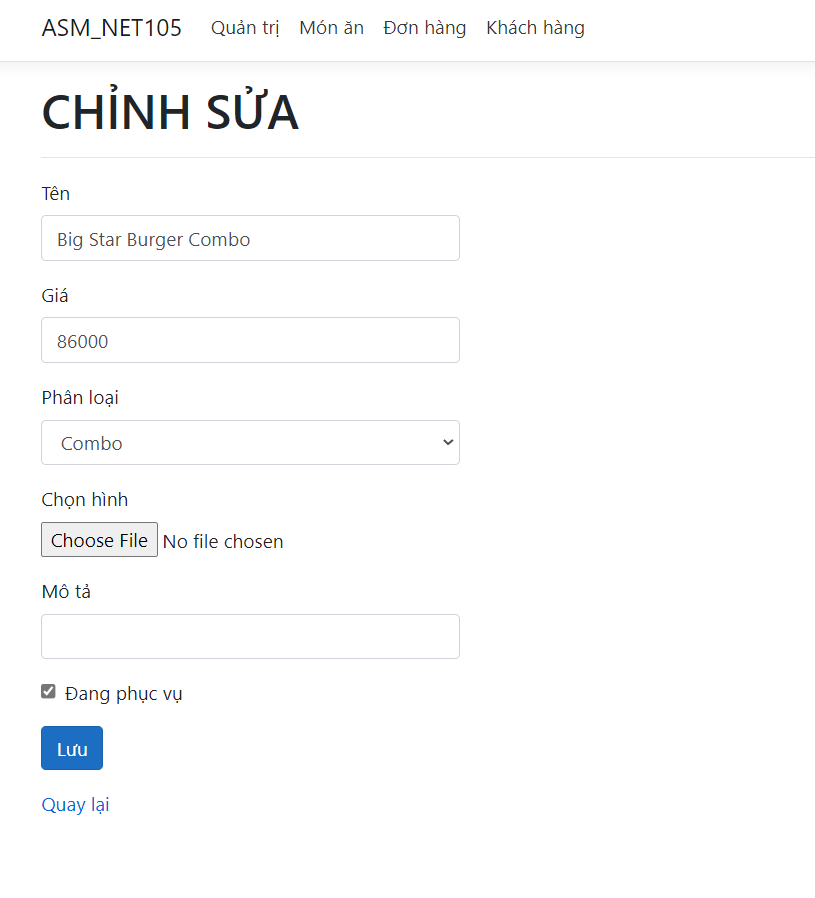 ASM_NET105 Quản trị Món ăn Đơn hàng Khách hàng
CHỈNH SỬA
Tên
Big Star Burger Combo
Giá
86000
Phân loại
Combo
Chọn hình
Choose File No file chosen
Mô tả
Đang phục vụ
Lưu
Quay lại